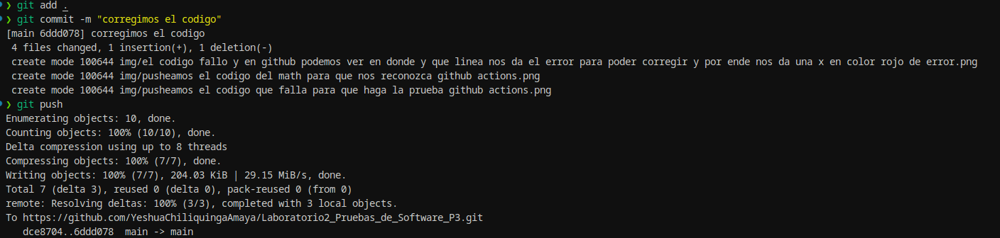 ❯ git add .
❯ git commit -m "corregimos el codigo"
[main 6ddd078] corregimos el codigo
 4 files changed, 1 insertion(+), 1 deletion(-)
 create mode 100644 img/el codigo fallo y en github podemos ver en donde y que linea nos da el error para poder corregir y por ende nos da una x en color rojo de error.png
 create mode 100644 img/pusheamos el codigo del math para que nos reconozca github actions.png
 create mode 100644 img/pusheamos el codigo que falla para que haga la prueba github actions.png
❯ git push
Enumerating objects: 10, done.
Counting objects: 100% (10/10), done.
Delta compression using up to 8 threads
Compressing objects: 100% (7/7), done.
Writing objects: 100% (7/7), 204.03 KiB | 29.15 MiB/s, done.
Total 7 (delta 3), reused 0 (delta 0), pack-reused 0 (from 0)
remote: Resolving deltas: 100% (3/3), completed with 3 local objects.
To https://github.com/YeshuaChiliquingaAmaya/Laboratorio2_Pruebas_de_Software_P3.git
   dce8704..6ddd078  main -> main